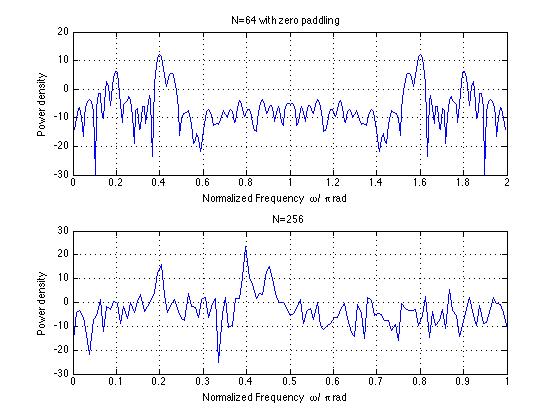 N=64 with zero paddling
Power density
20
10
0
-10
-20
-30
0 0.2 0.4 0.6 0.8 1 1.2 1.4 1.6 1.8 2
Normalized Frequency ω/ π rad
N=256
Power density
30
20
10
0
-10
-20
-30
0 0.1 0.2 0.3 0.4 0.5 0.6 0.7 0.8 0.9 1
Normalized Frequency ω/ π rad